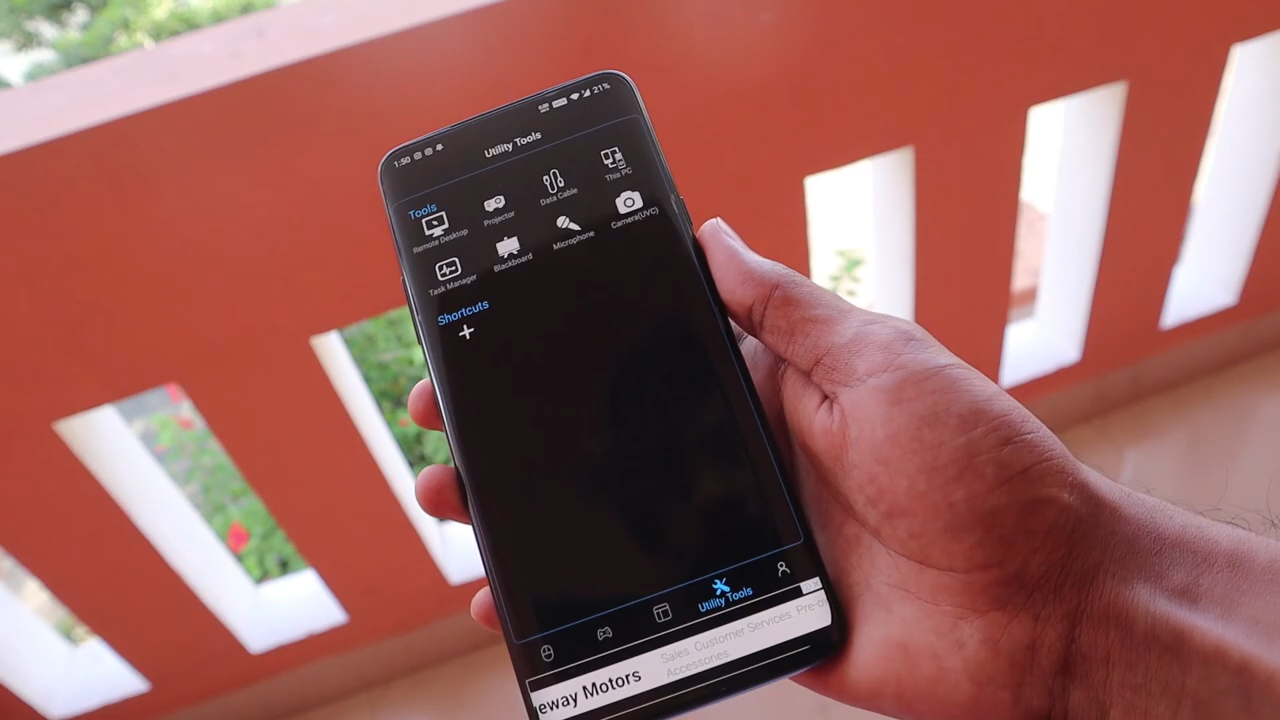 1:50 21%
Utility Tools
Tools
Remote Desktop Projector Data Cable This PC
Task Manager Blackboard Microphone Camera(UVC)
Shortcuts
Utility Tools
eway Motors
Sales Customer Services Pre-o
Accessories